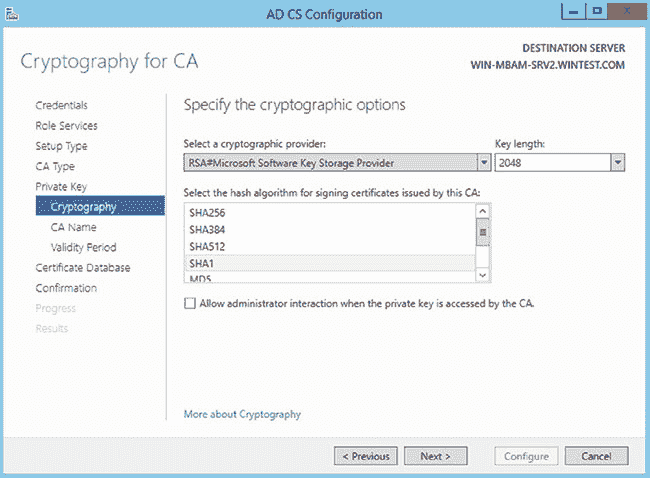 AD CS Configuration
Cryptography for CA
DESTINATION SERVER
WIN-MBAM-SRV2.WINTEST.COM
Credentials
Role Services
Setup Type
CA Type
Private Key
Cryptography
CA Name
Validity Period
Certificate Database
Confirmation
Progress
Results
Specify the cryptographic options
Select a cryptographic provider:
Key length:
RSA#Microsoft Software Key Storage Provider
2048
Select the hash algorithm for signing certificates issued by this CA:
SHA256
SHA384
SHA512
SHA1
MD5
Allow administrator interaction when the private key is accessed by the CA.
More about Cryptography
< Previous
Next >
Configure
Cancel